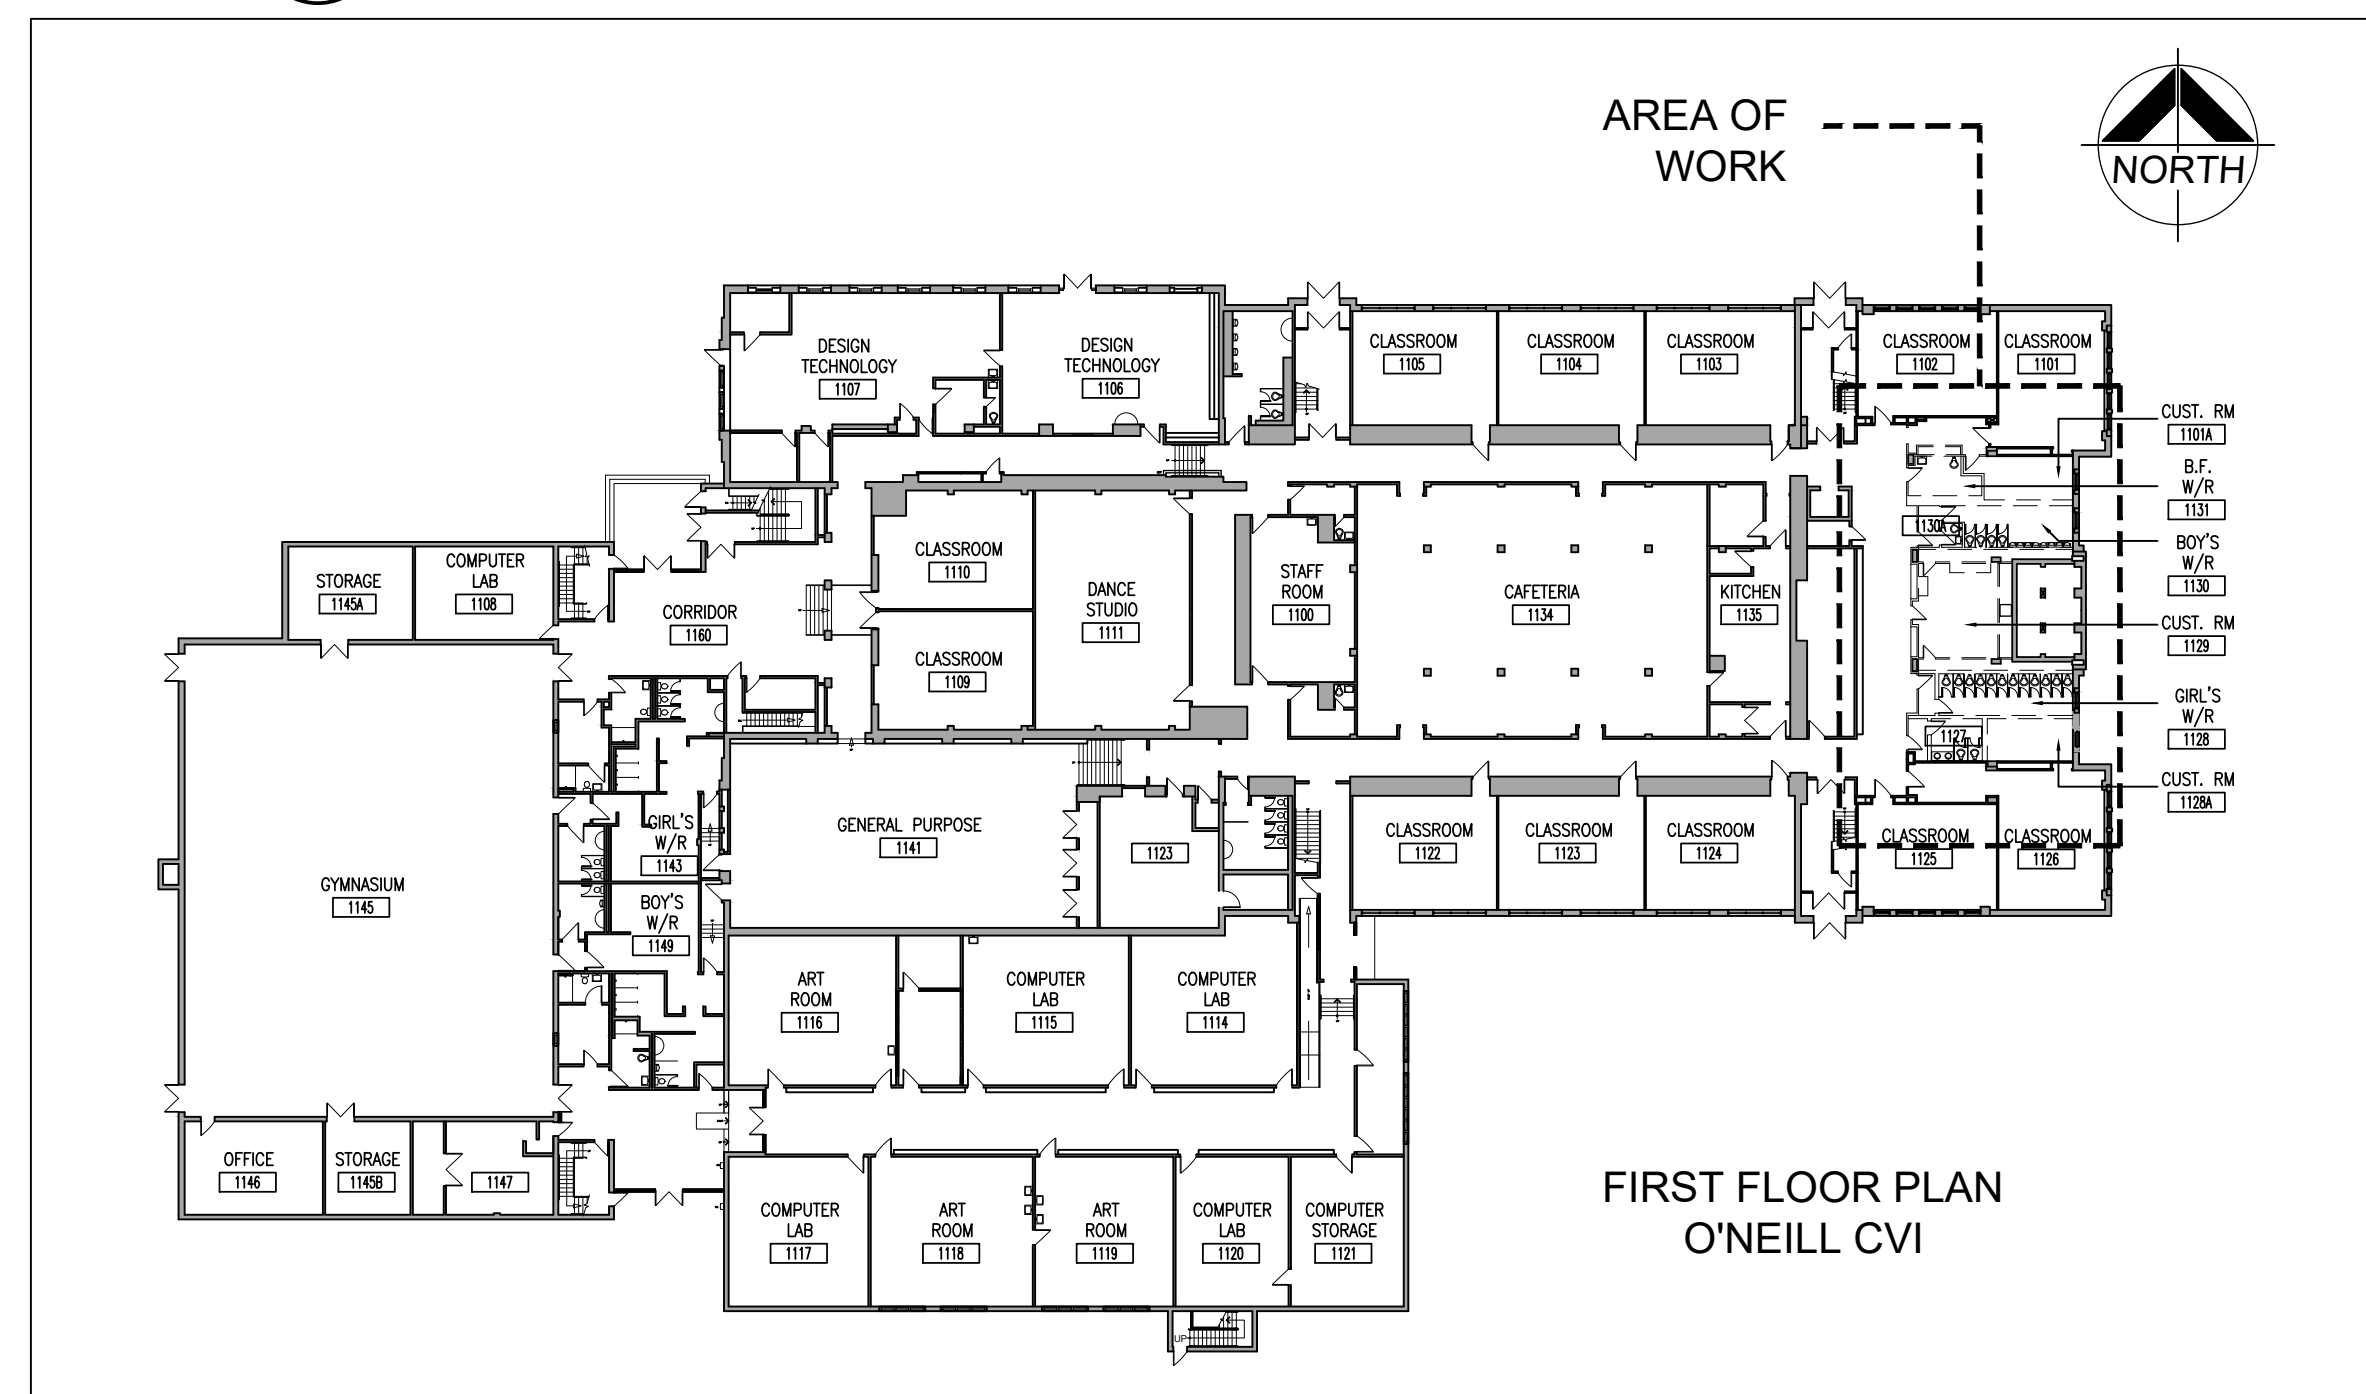 AREA OF
WORK
NORTH
DESIGN
TECHNOLOGY
1107
DESIGN
TECHNOLOGY
1106
CLASSROOM
1105
CLASSROOM
1104
CLASSROOM
1103
CLASSROOM
1102
CLASSROOM
1101
CUST. RM
1101A
B.F.
W/R
1131
1130A
BOY'S
W/R
1130
CUST. RM
1129
GIRL'S
W/R
1128
1127
CUST. RM
1128A
STORAGE
1145A
COMPUTER
LAB
1108
CORRIDOR
1160
CLASSROOM
1110
CLASSROOM
1109
DANCE
STUDIO
1111
STAFF
ROOM
1100
CAFETERIA
1134
KITCHEN
1135
GYMNASIUM
1145
GIRL'S
W/R
1143
BOY'S
W/R
1149
GENERAL PURPOSE
1141
1123
CLASSROOM
1122
CLASSROOM
1123
CLASSROOM
1124
CLASSROOM
1125
CLASSROOM
1126
ART
ROOM
1116
COMPUTER
LAB
1115
COMPUTER
LAB
1114
OFFICE
1146
STORAGE
1145B
1147
COMPUTER
LAB
1117
ART
ROOM
1118
ART
ROOM
1119
COMPUTER
LAB
1120
COMPUTER
STORAGE
1121
UP
FIRST FLOOR PLAN
O'NEILL CVI